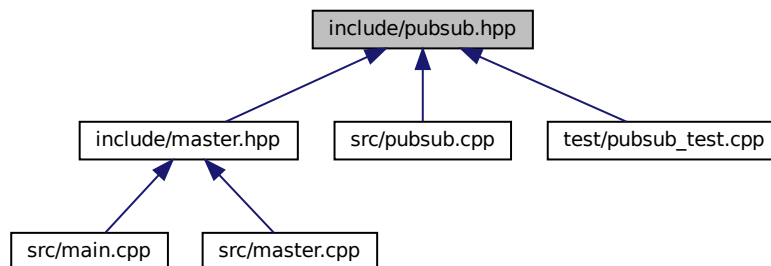 include/pubsub.hpp
include/master.hpp
src/pubsub.cpp
test/pubsub_test.cpp
src/main.cpp
src/master.cpp